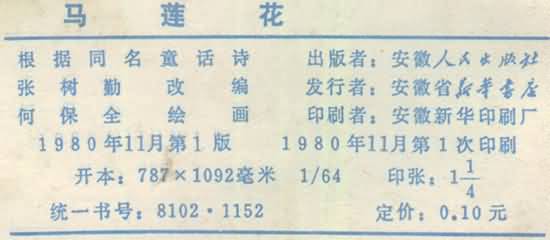 马莲花
根据同名童话诗 出版者：安徽人民出版社
张树勤 改编 发行者：安徽省新华书店
何保全 绘画 印刷者：安徽新华印刷厂
1980年11月第1版 1980年11月第1次印刷
开本：787×1092毫米 1/64 印张：1 1/4
统一书号：8102·1152 定价：0.10元